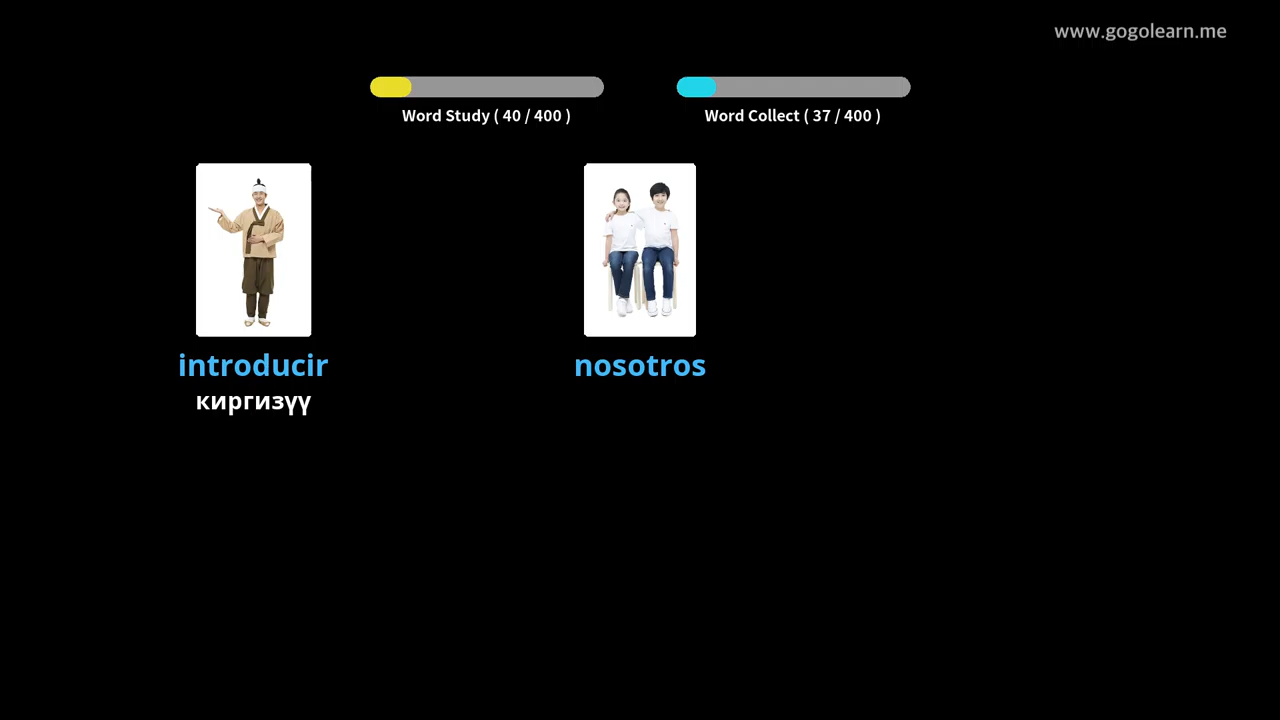 www.gogolearn.me
Word Study ( 40 / 400 )
Word Collect ( 37 / 400 )
introducir
киргизүү
nosotros